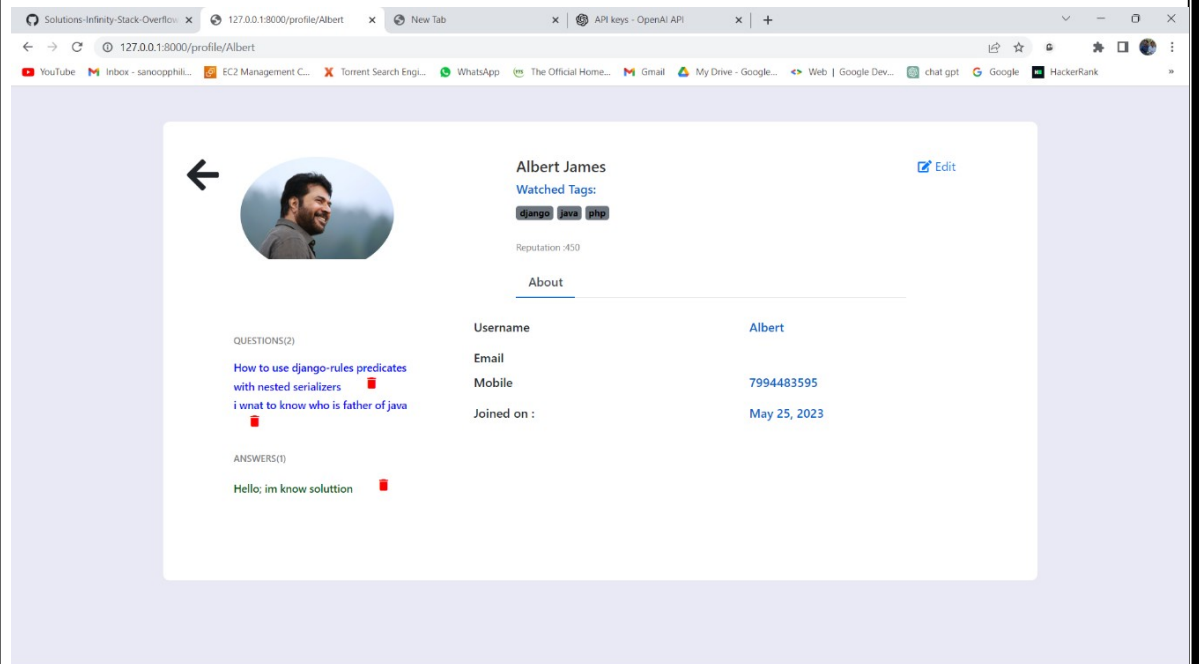 Solutions-Infinity-Stack-Overflow
127.0.0.1:8000/profile/Albert
New Tab
API keys - OpenAI API
127.0.0.1:8000/profile/Albert
YouTube
Inbox - sanoopphili...
EC2 Management C...
Torrent Search Engi...
WhatsApp
The Official Home...
Gmail
My Drive - Google...
Web | Google Dev...
chat gpt
Google
HackerRank
»
Albert James
Edit
Watched Tags:
django java php
Reputation :450
About
QUESTIONS(2)
How to use django-rules predicates
with nested serializers
i wnat to know who is father of java
ANSWERS(1)
Hello; im know soluttion
Username Albert
Email
Mobile 7994483595
Joined on : May 25, 2023